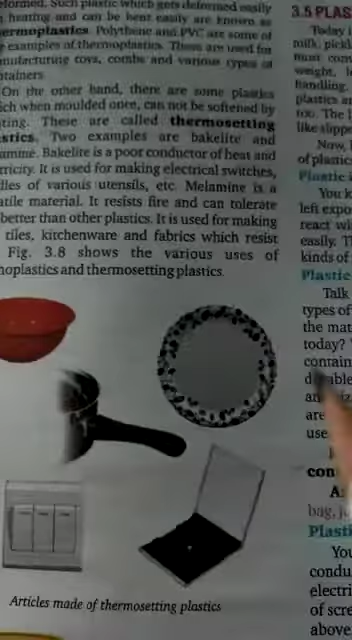 deformed. Such plastic which gets deformed easily
heating and can be bent easily are known as
thermoplastics. Polythene and PVC are some of
examples of thermoplastics. These are used for
manufacturing toys, combs and various types of
containers.
On the other hand, there are some plastics
which when moulded once, can not be softened by
heating. These are called thermosetting
plastics. Two examples are bakelite and
melamine. Bakelite is a poor conductor of heat and
electricity. It is used for making electrical switches,
handles of various utensils, etc. Melamine is a
versatile material. It resists fire and can tolerate
better than other plastics. It is used for making
tiles, kitchenware and fabrics which resist
Fig. 3.8 shows the various uses of
thermoplastics and thermosetting plastics.
Articles made of thermosetting plastics
3.5 PLAS
Today i
milk, pickl
must com
weight, l
handling.
plastics a
too. The l
like slippe
Now,
of plastic
Plastic i
You k
left expo
react wi
easily. T
kinds of
Plastic
Talk
types of
the mat
today?
contain
are
use
con
bag, j
Plasti
You
condu
electri
of scre
above